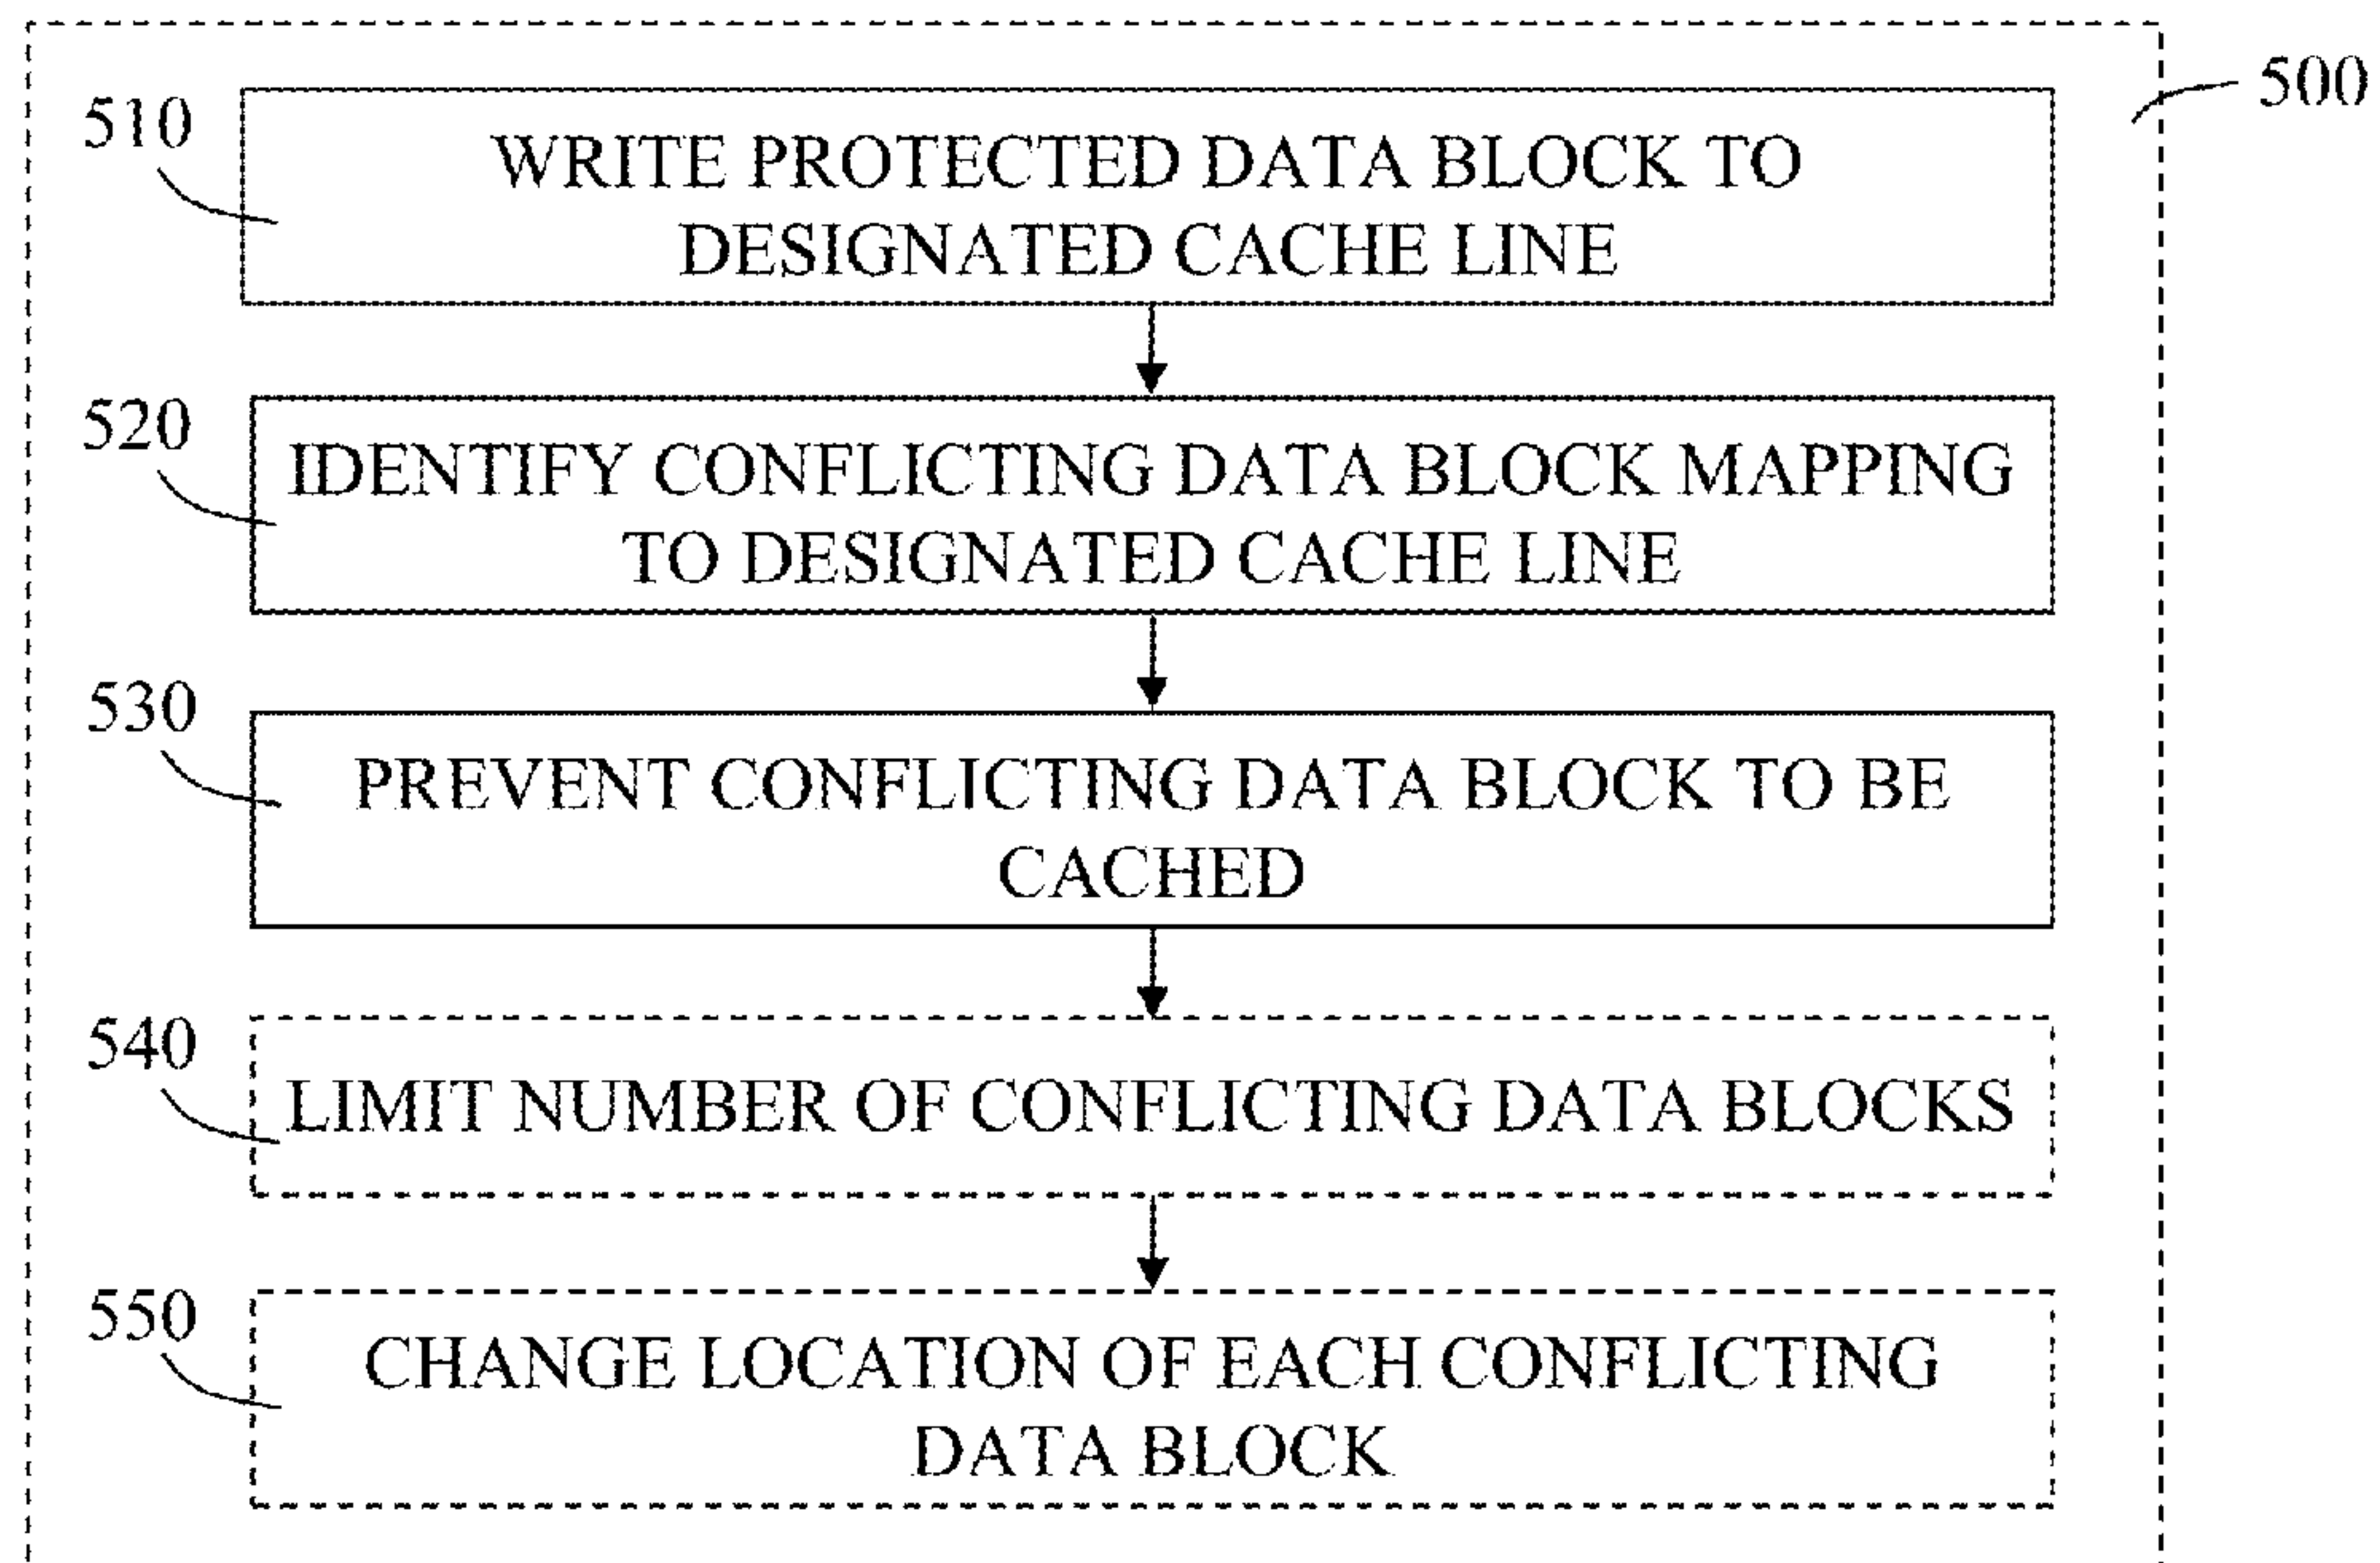 500
510
WRITE PROTECTED DATA BLOCK TO
DESIGNATED CACHE LINE
520
IDENTIFY CONFLICTING DATA BLOCK MAPPING
TO DESIGNATED CACHE LINE
530
PREVENT CONFLICTING DATA BLOCK TO BE
CACHED
540
LIMIT NUMBER OF CONFLICTING DATA BLOCKS
550
CHANGE LOCATION OF EACH CONFLICTING
DATA BLOCK